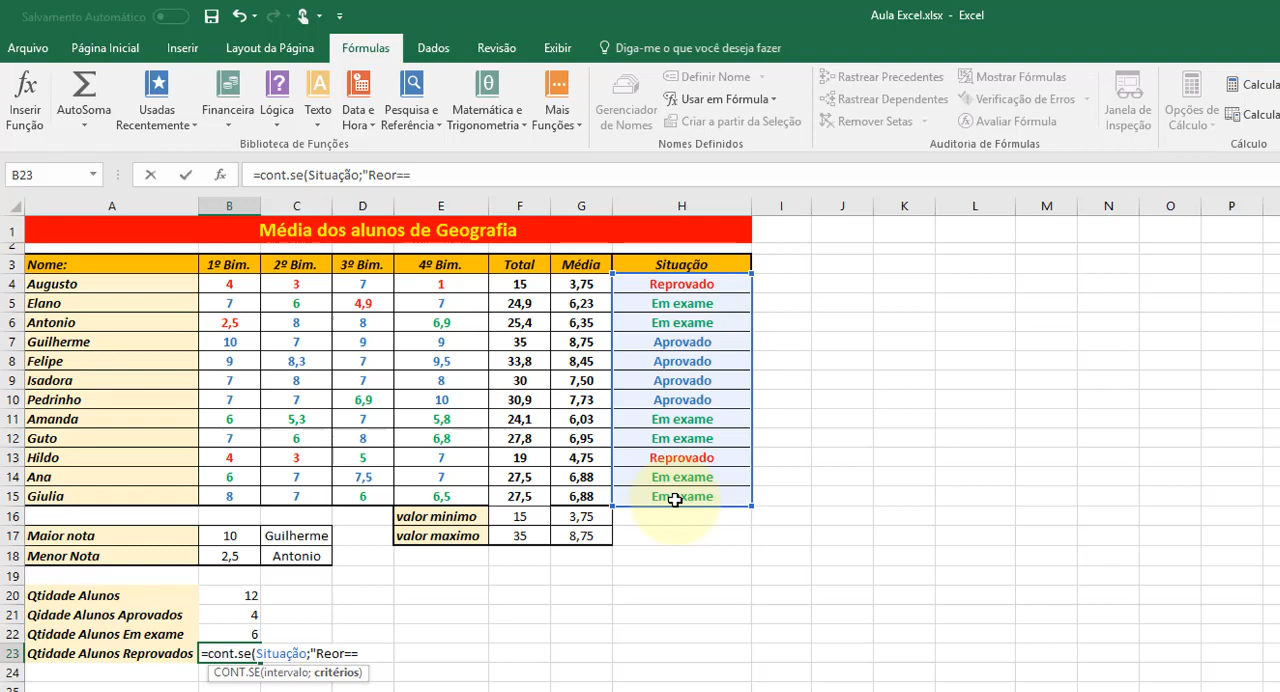 Salvamento Automático
Aula Excel.xlsx - Excel
Arquivo Página Inicial Inserir Layout da Página Fórmulas Dados Revisão Exibir Diga-me o que você deseja fazer
fx Inserir Função
Σ AutoSoma
Usadas Recentemente
Financeira
Lógica
Texto
Data e Hora
Pesquisa e Referência
Matemática e Trigonometria
Mais Funções
Biblioteca de Funções
Gerenciador de Nomes
Definir Nome
Usar em Fórmula
Criar a partir da Seleção
Nomes Definidos
Rastrear Precedentes
Rastrear Dependentes
Remover Setas
Mostrar Fórmulas
Verificação de Erros
Avaliar Fórmula
Auditoria de Fórmulas
Janela de Inspeção
Opções de Cálculo
Calcula
Calcula
Cálculo
B23 fx =cont.se(Situação;"Reor==
A B C D E F G H I J K L M N O P
1 Média dos alunos de Geografia
2
3 Nome: 1º Bim. 2º Bim. 3º Bim. 4º Bim. Total Média Situação
4 Augusto 4 3 7 1 15 3,75 Reprovado
5 Elano 7 6 4,9 7 24,9 6,23 Em exame
6 Antonio 2,5 8 8 6,9 25,4 6,35 Em exame
7 Guilherme 10 7 9 9 35 8,75 Aprovado
8 Felipe 9 8,3 7 9,5 33,8 8,45 Aprovado
9 Isadora 7 8 7 8 30 7,50 Aprovado
10 Pedrinho 7 7 6,9 10 30,9 7,73 Aprovado
11 Amanda 6 5,3 7 5,8 24,1 6,03 Em exame
12 Guto 7 6 8 6,8 27,8 6,95 Em exame
13 Hildo 4 3 5 7 19 4,75 Reprovado
14 Ana 6 7 7,5 7 27,5 6,88 Em exame
15 Giulia 8 7 6 6,5 27,5 6,88 Em exame
16 valor minimo 15 3,75
17 Maior nota 10 Guilherme valor maximo 35 8,75
18 Menor Nota 2,5 Antonio
19
20 Qtidade Alunos 12
21 Qidade Alunos Aprovados 4
22 Qtidade Alunos Em exame 6
23 Qtidade Alunos Reprovados =cont.se(Situação;"Reor==
24 CONT.SE(intervalo; critérios)
25